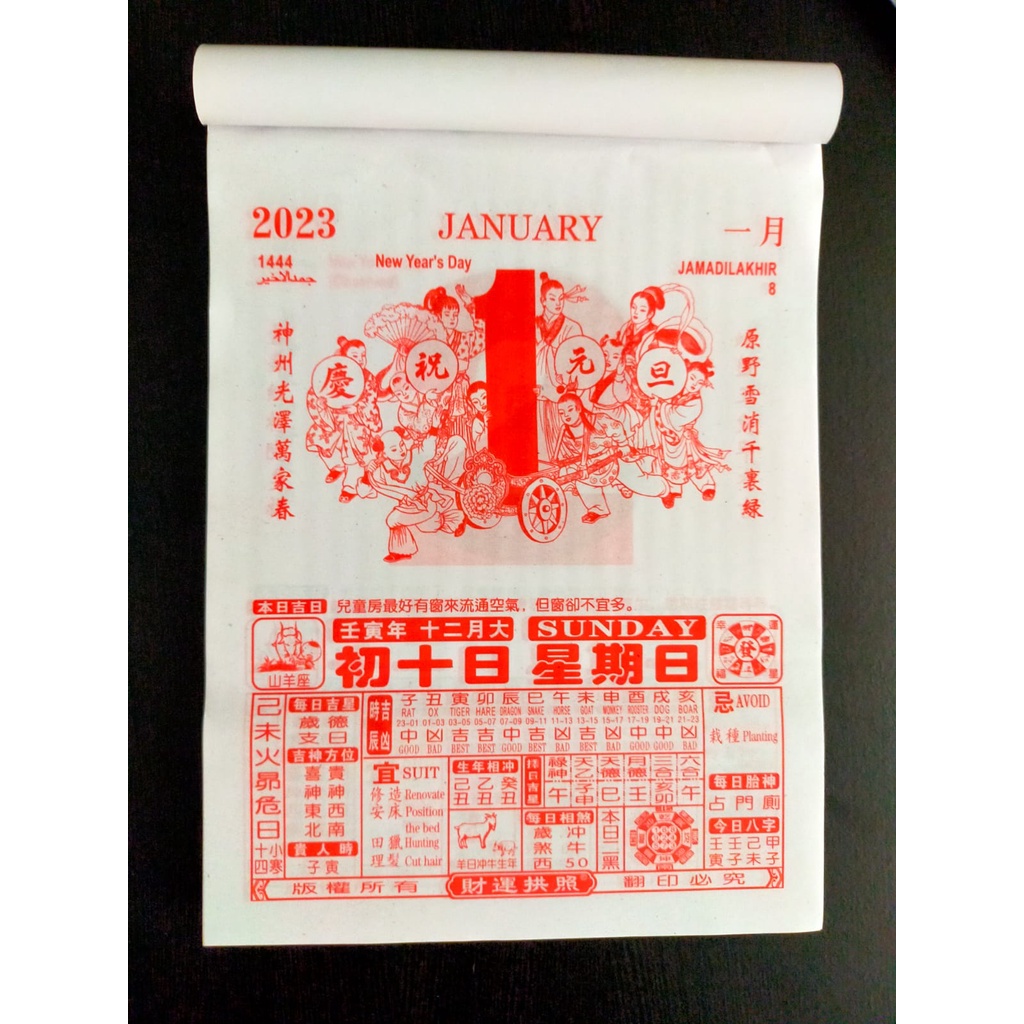 2023 JANUARY 一月
1444 New Year's Day JAMADILAKHIR
جمادالاخير 8
1
慶祝元旦
神州光澤萬家春
原野雪消千裏綠
本日吉日 兒童房最好有窗來流通空氣,但窗卻不宜多。
壬寅年 十二月大 SUNDAY
初十日 星期日
山羊座
幸運福星
發
己未火昴危日
十四小寒
每日吉星
歲德
支日
吉神方位
喜貴
神神
東西
北南
貴人時
子寅
時辰吉凶
子 丑 寅 卯 辰 巳 午 未 申 酉 戌 亥
RAT OX TIGER HARE DRAGON SNAKE HORSE GOAT MONKEY ROOSTER DOG BOAR
23-01 01-03 03-05 05-07 07-09 09-11 11-13 13-15 15-17 17-19 19-21 21-23
中 凶 吉 吉 中 吉 凶 吉 凶 中 中 凶
GOOD BAD BEST BEST GOOD BEST BAD BEST BAD GOOD GOOD BAD
忌 AVOID
栽種 Planting
宜 SUIT
修造 Renovate
安床 Position the bed
田獵 Hunting
理髮 Cut hair
生年相冲
己乙癸
丑丑丑
羊日冲牛生年
擇日吉星
祿神 天乙 天德 月德 三合 六合
午 子申 巳 壬 亥卯 午
每日相煞
歲冲
煞牛
西50
本日二黑
每日胎神
占門廁
今日八字
壬壬己甲
寅子未子
版權所有 財運拱照 翻印必究